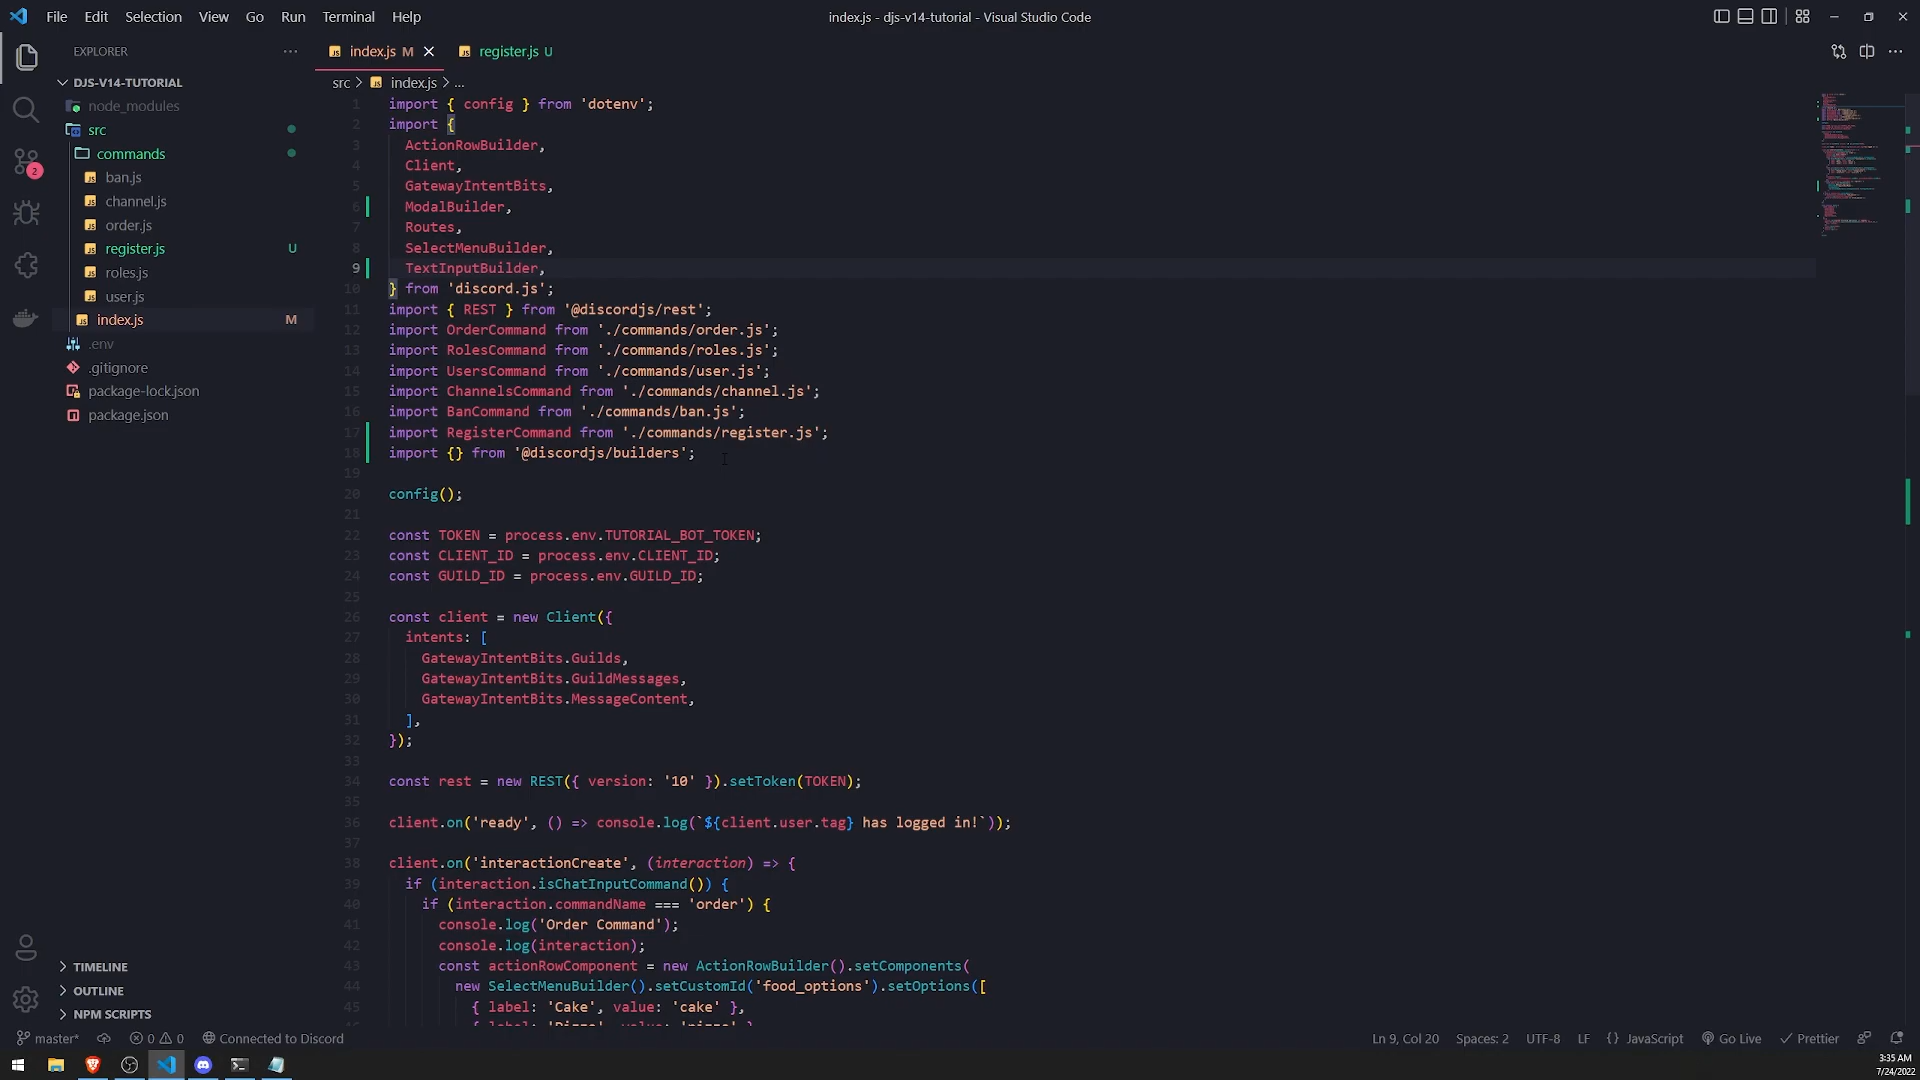 File Edit Selection View Go Run Terminal Help
index.js - djs-v14-tutorial - Visual Studio Code
EXPLORER
DJS-V14-TUTORIAL
node_modules
src
commands
ban.js
channel.js
order.js
register.js U
roles.js
user.js
index.js M
.env
.gitignore
package-lock.json
package.json
TIMELINE
OUTLINE
NPM SCRIPTS
2
index.js M
register.js U
src > index.js > ...
1 import { config } from 'dotenv';
2 import {
3 ActionRowBuilder,
4 Client,
5 GatewayIntentBits,
6 ModalBuilder,
7 Routes,
8 SelectMenuBuilder,
9 TextInputBuilder,
10 } from 'discord.js';
11 import { REST } from '@discordjs/rest';
12 import OrderCommand from './commands/order.js';
13 import RolesCommand from './commands/roles.js';
14 import UsersCommand from './commands/user.js';
15 import ChannelsCommand from './commands/channel.js';
16 import BanCommand from './commands/ban.js';
17 import RegisterCommand from './commands/register.js';
18 import {} from '@discordjs/builders';
19
20 config();
21
22 const TOKEN = process.env.TUTORIAL_BOT_TOKEN;
23 const CLIENT_ID = process.env.CLIENT_ID;
24 const GUILD_ID = process.env.GUILD_ID;
25
26 const client = new Client({
27 intents: [
28 GatewayIntentBits.Guilds,
29 GatewayIntentBits.GuildMessages,
30 GatewayIntentBits.MessageContent,
31 ],
32 });
33
34 const rest = new REST({ version: '10' }).setToken(TOKEN);
35
36 client.on('ready', () => console.log(`${client.user.tag} has logged in!`));
37
38 client.on('interactionCreate', (interaction) => {
39 if (interaction.isChatInputCommand()) {
40 if (interaction.commandName === 'order') {
41 console.log('Order Command');
42 console.log(interaction);
43 const actionRowComponent = new ActionRowBuilder().setComponents(
44 new SelectMenuBuilder().setCustomId('food_options').setOptions([
45 { label: 'Cake', value: 'cake' },
master* 0 0 Connected to Discord
Ln 9, Col 20 Spaces: 2 UTF-8 LF {} JavaScript Go Live Prettier
3:35 AM
7/24/2022